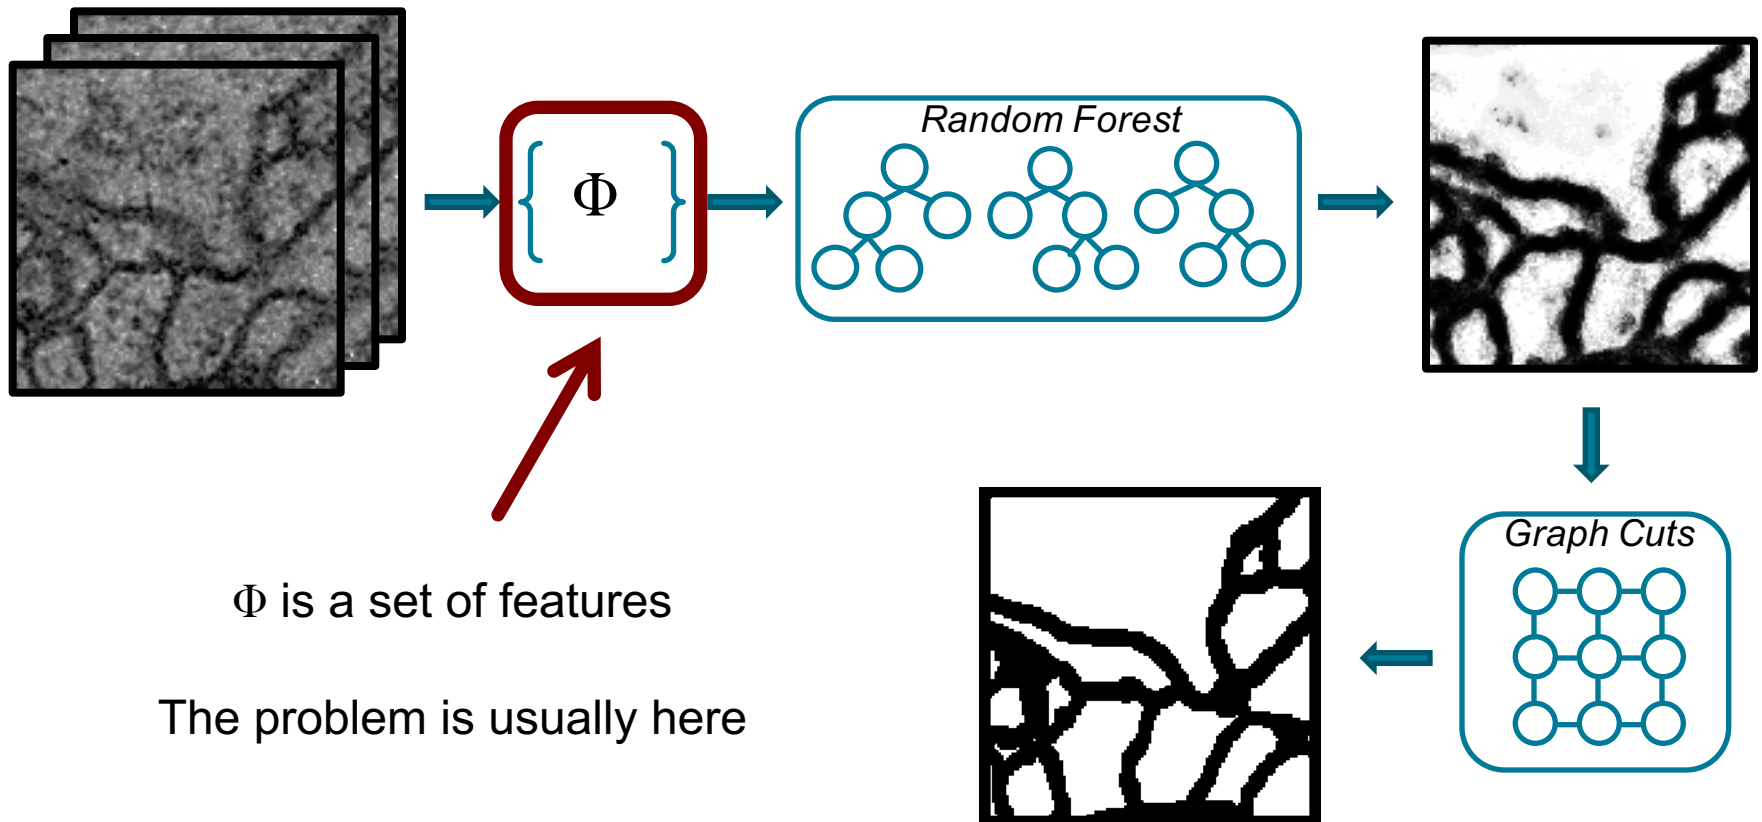 Random Forest
{ Φ }
Graph Cuts
Φ is a set of features
The problem is usually here